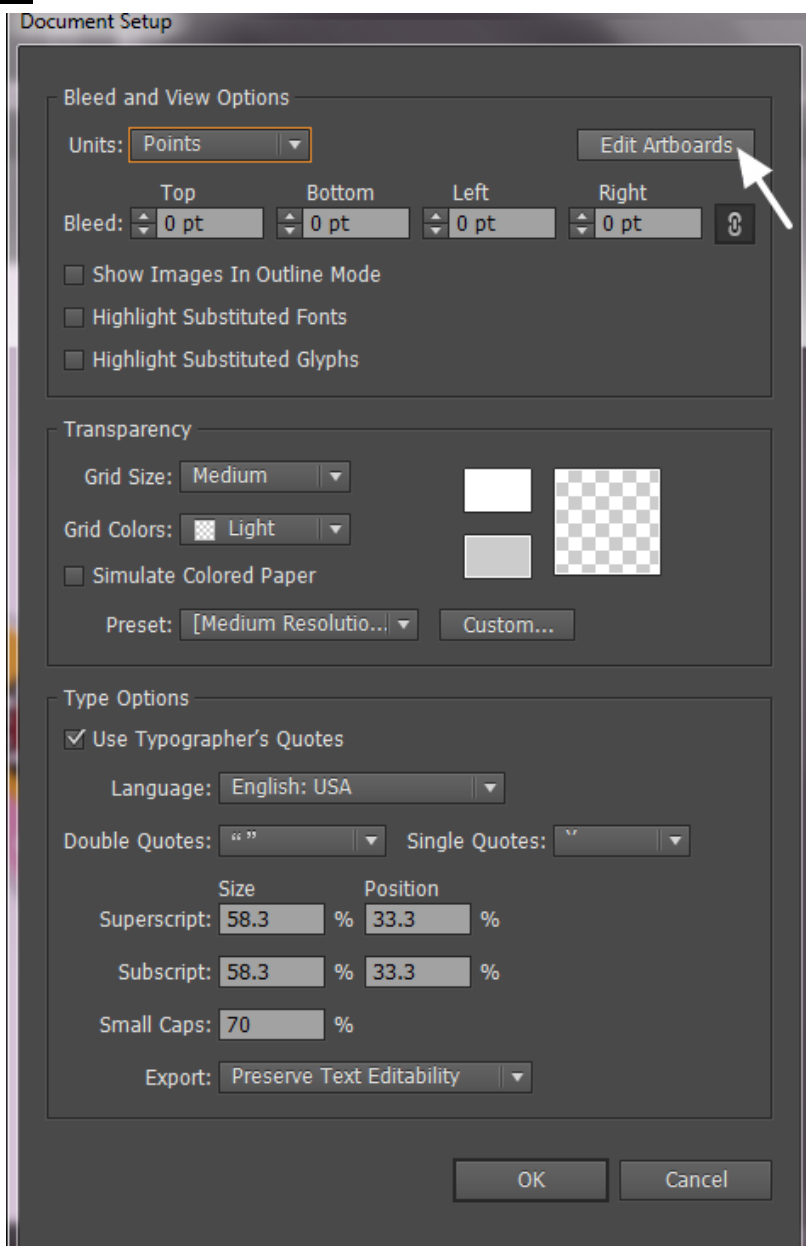 Document Setup
Bleed and View Options
Units: Points Edit Artboards
Top Bottom Left Right
Bleed: 0 pt 0 pt 0 pt 0 pt
Show Images In Outline Mode
Highlight Substituted Fonts
Highlight Substituted Glyphs
Transparency
Grid Size: Medium
Grid Colors: Light
Simulate Colored Paper
Preset: [Medium Resolutio... Custom...
Type Options
Use Typographer's Quotes
Language: English: USA
Double Quotes: “ ” Single Quotes: ‘’
Size Position
Superscript: 58.3 % 33.3 %
Subscript: 58.3 % 33.3 %
Small Caps: 70 %
Export: Preserve Text Editability
OK Cancel